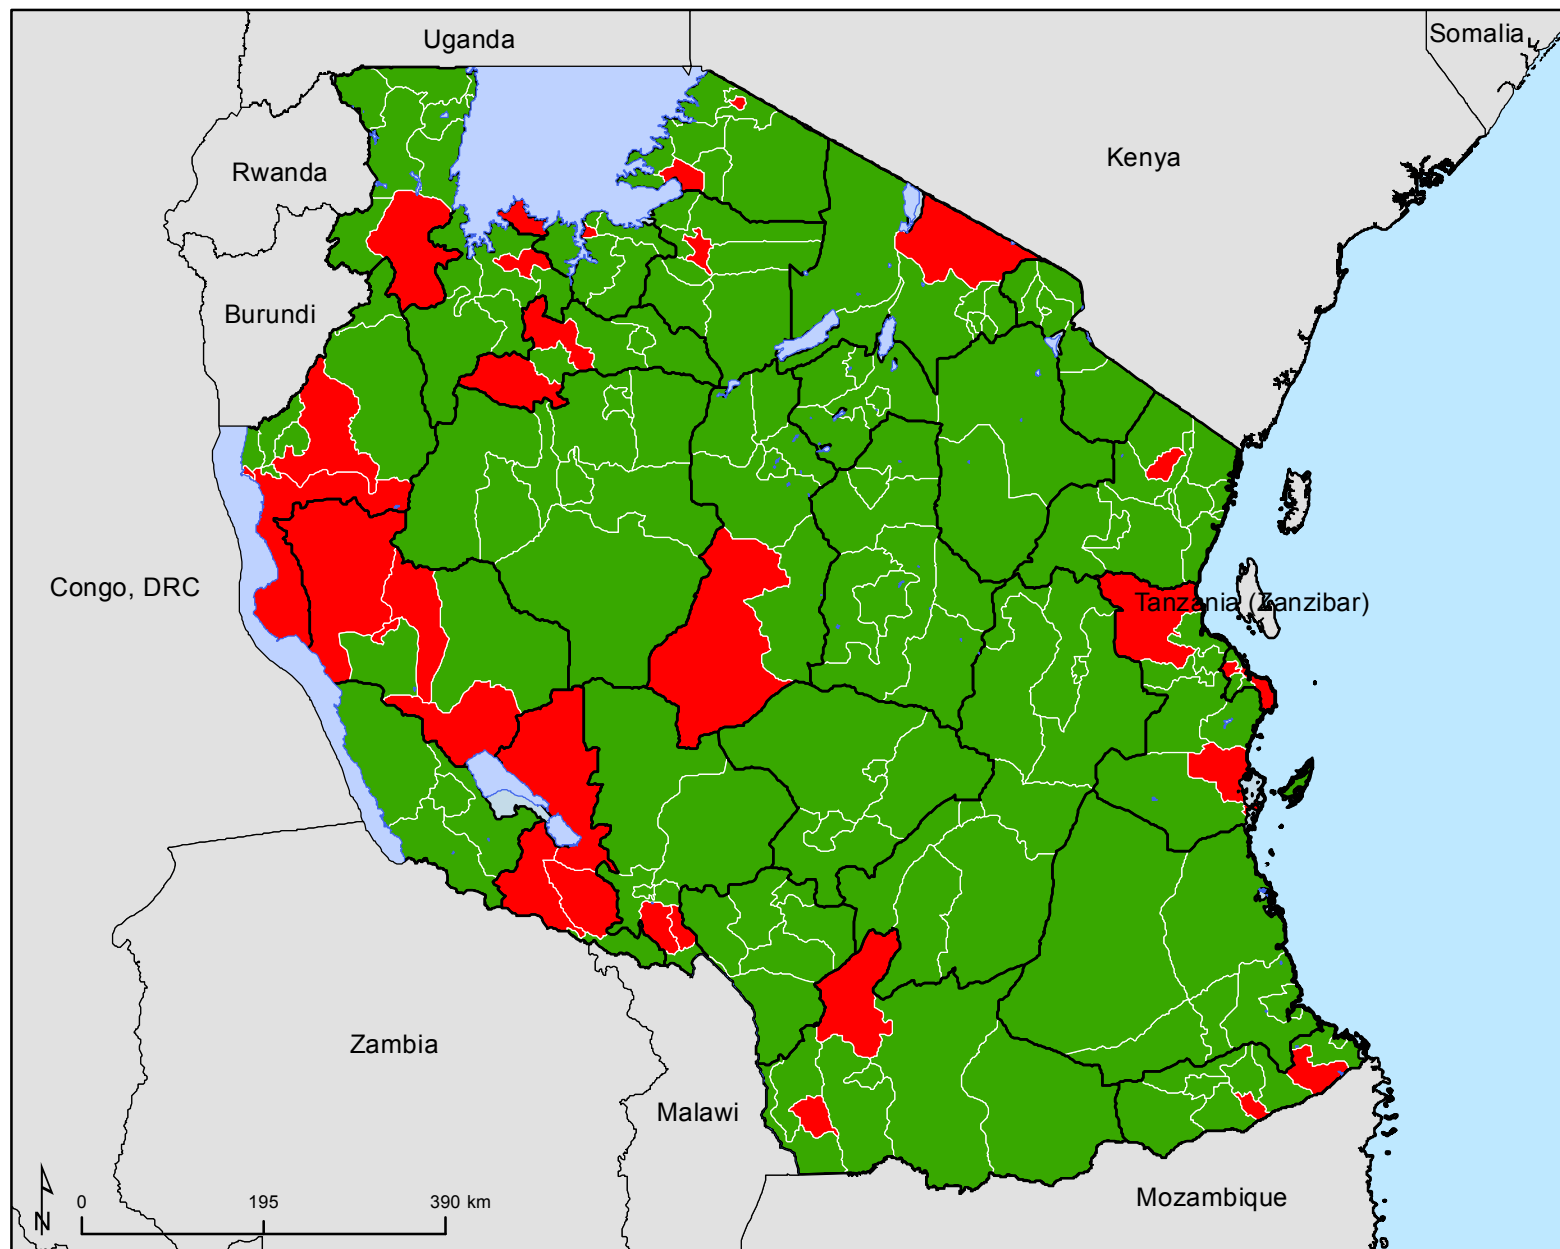 Uganda
Somalia
Kenya
Rwanda
Burundi
Congo, DRC
Tanzania (Zanzibar)
Zambia
Malawi
Mozambique
N
0 195 390 km